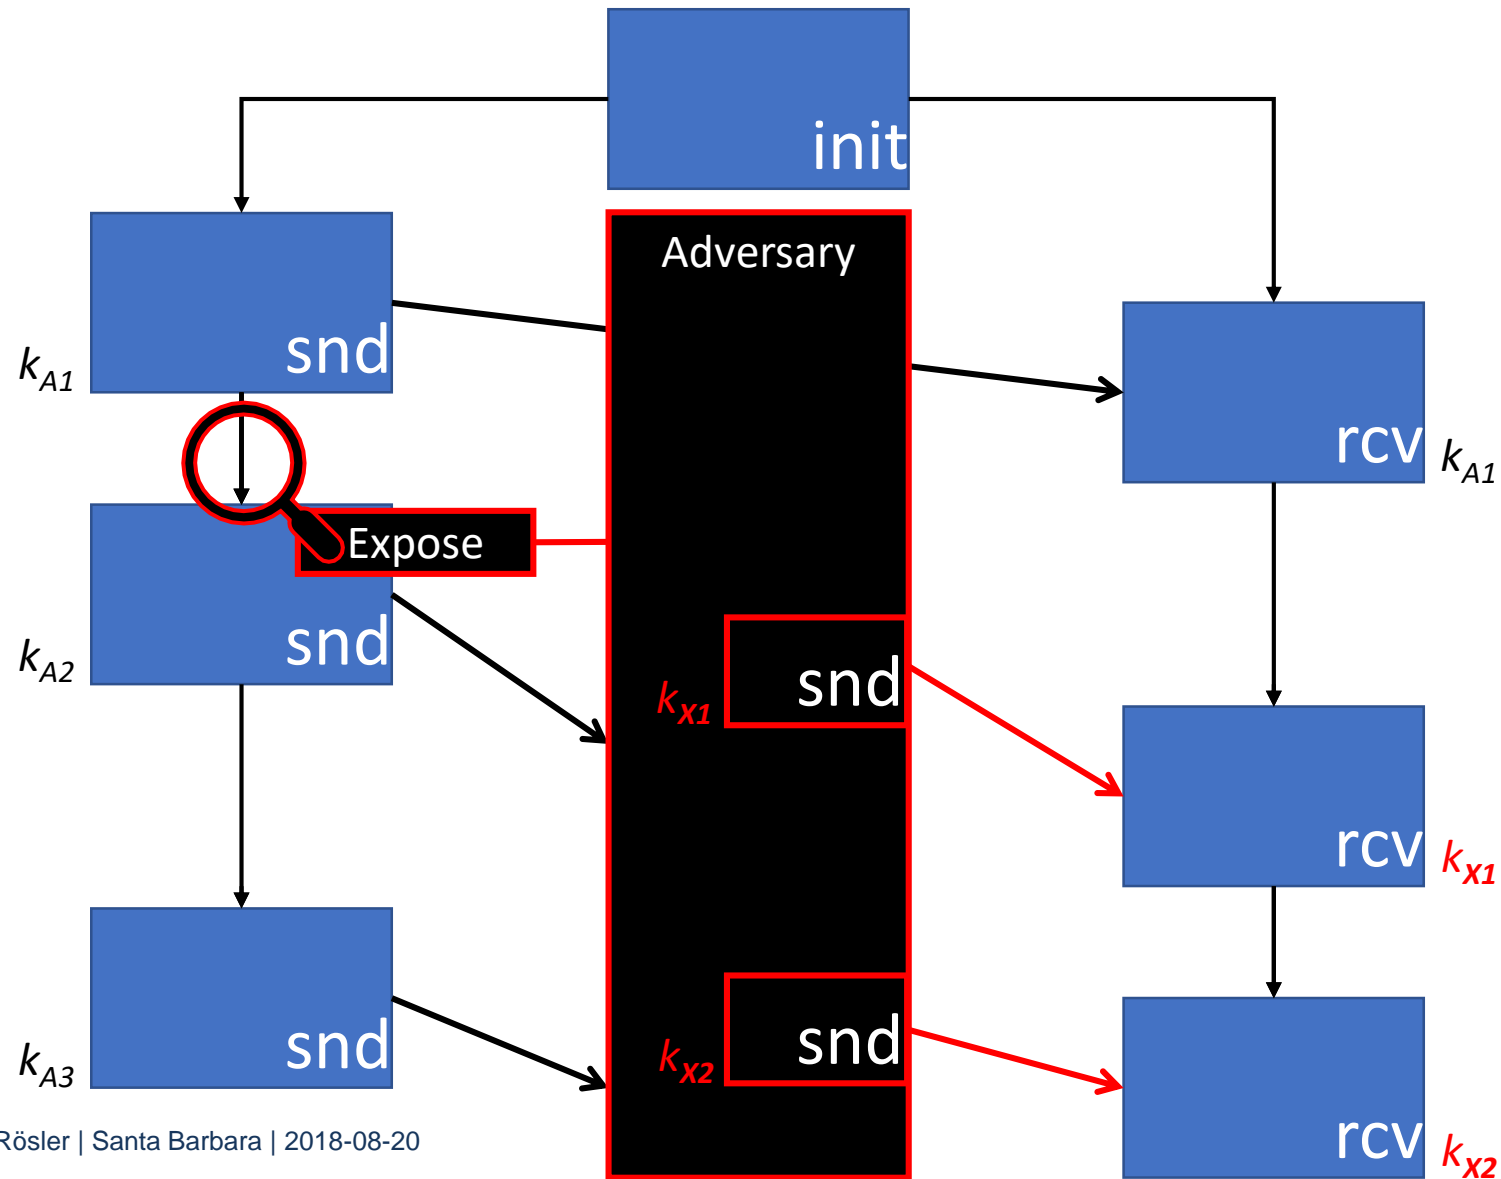 init
Adversary
snd
k_A1
rcv
k_A1
Expose
snd
k_A2
snd
k_X1
rcv
k_X1
snd
k_A3
snd
k_X2
rcv
k_X2
Rösler | Santa Barbara | 2018-08-20